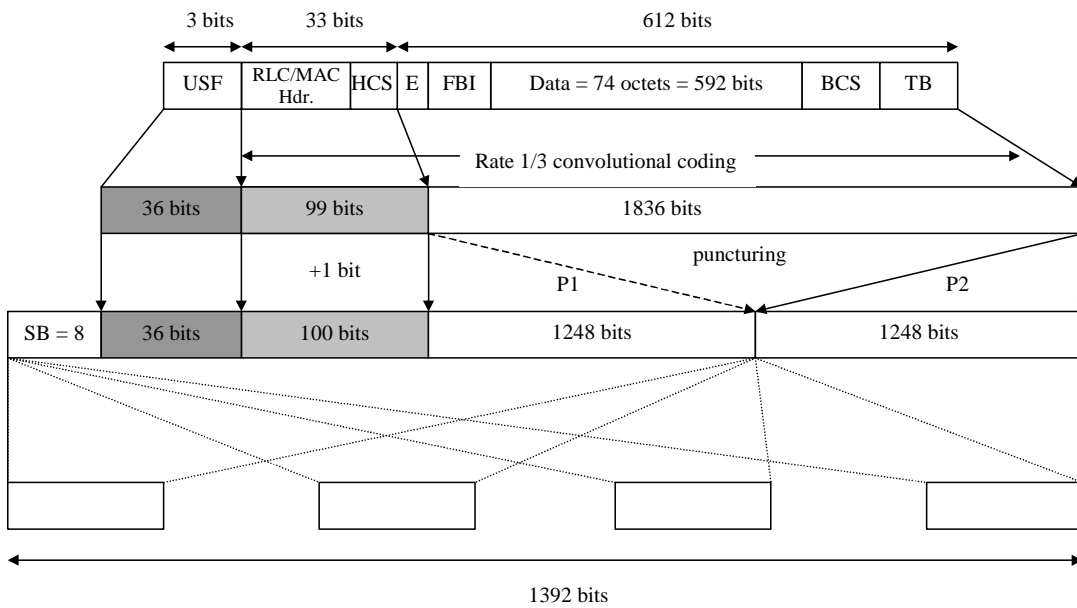 3 bits 33 bits 612 bits
USF RLC/MAC Hdr. HCS E FBI Data = 74 octets = 592 bits BCS TB
Rate 1/3 convolutional coding
36 bits 99 bits 1836 bits
+1 bit puncturing
P1 P2
SB = 8 36 bits 100 bits 1248 bits 1248 bits
1392 bits